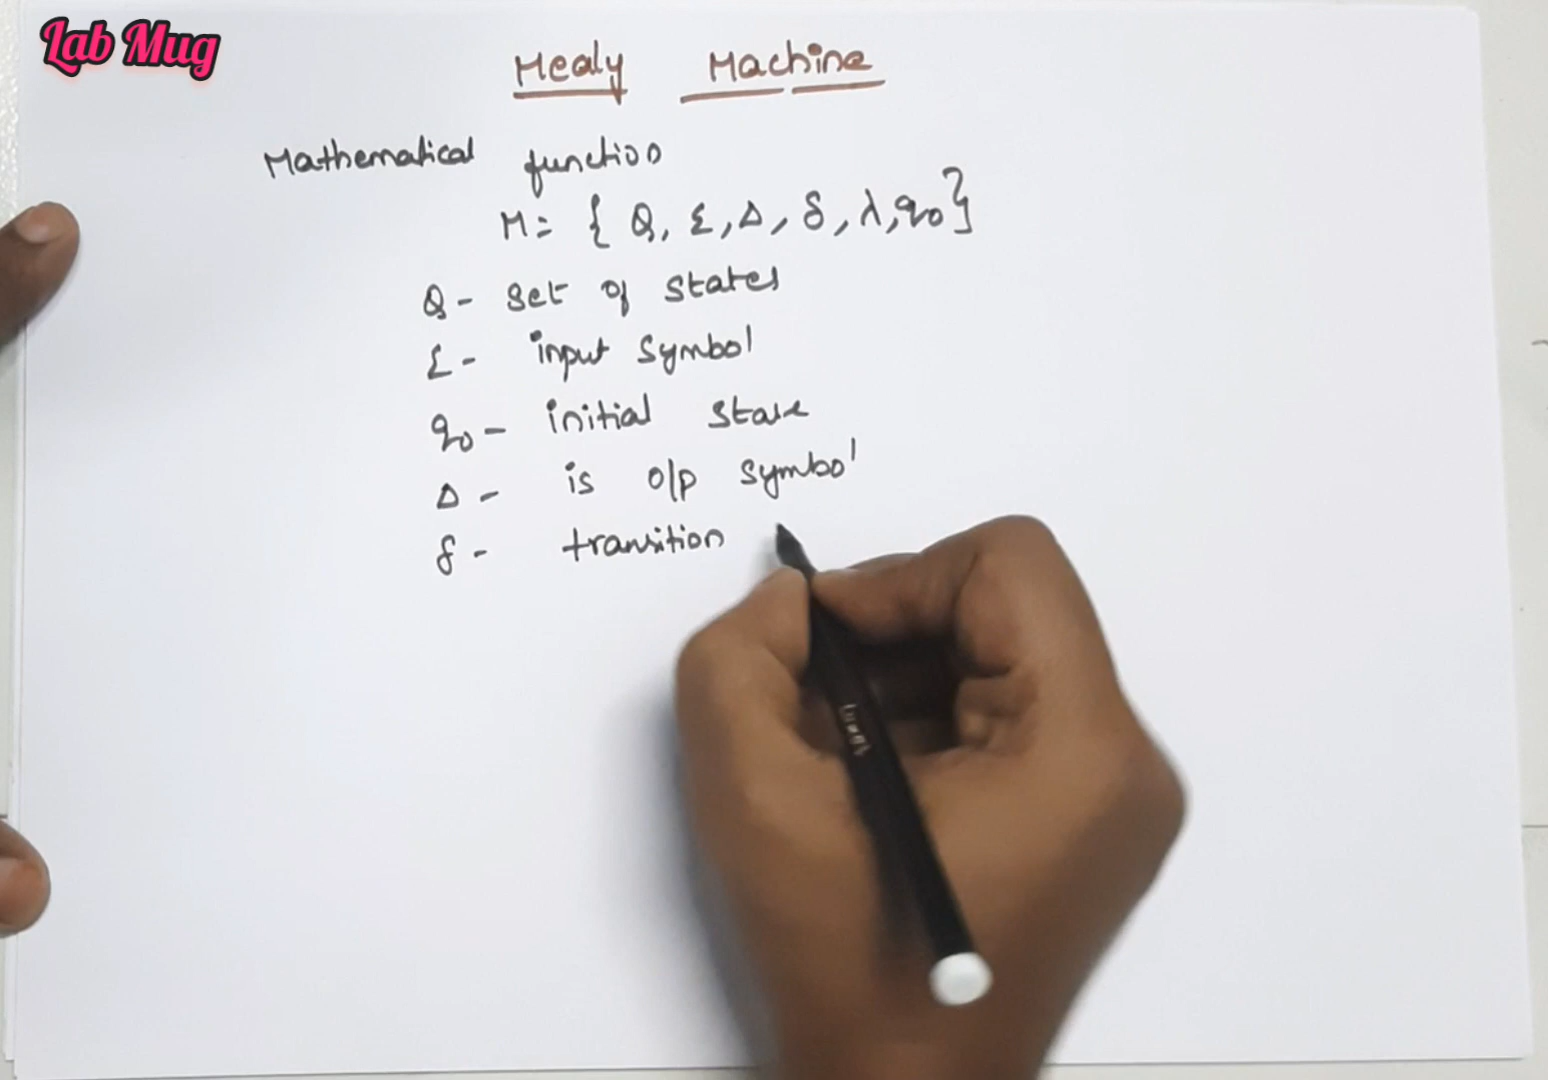 Lab Mug
Mealy Machine
Mathematical function
M = { Q, Σ, Δ, δ, λ, q0 }
Q - set of states
Σ - input symbol
q0 - initial state
Δ - is o/p symbol
δ - transition